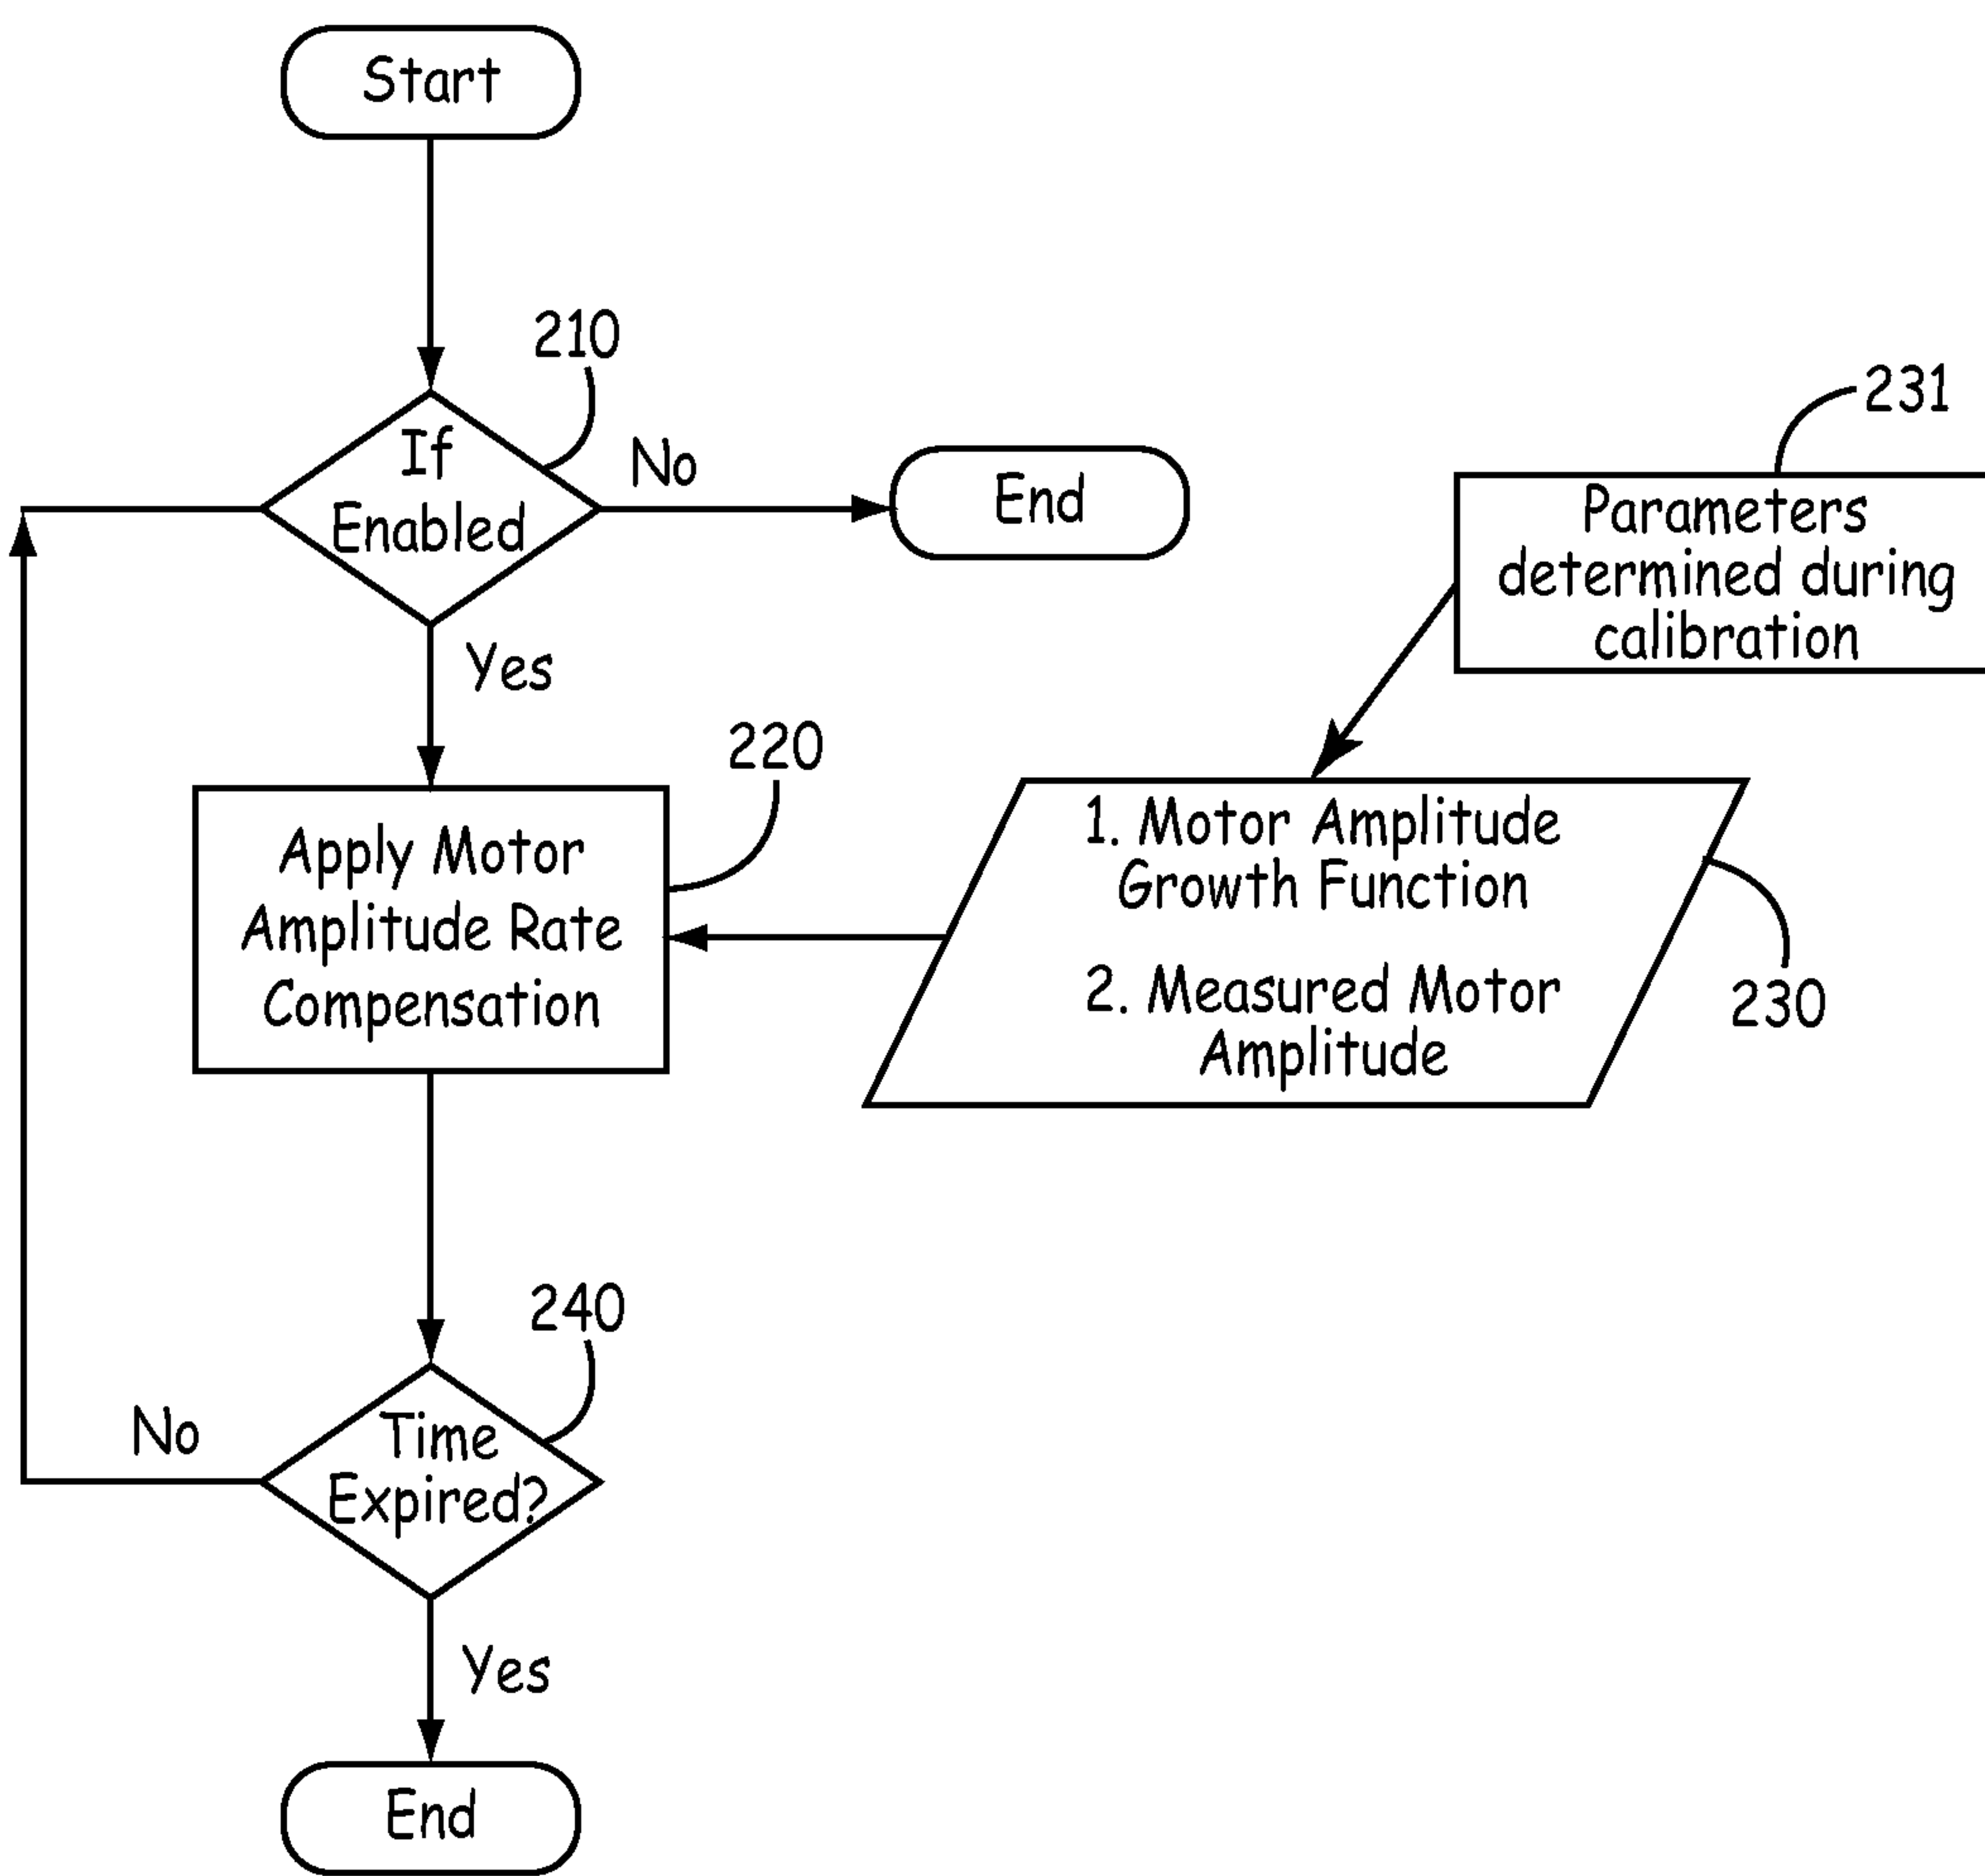 Start
210
If
Enabled
No
End
231
Parameters
determined during
calibration
Yes
220
Apply Motor
Amplitude Rate
Compensation
1. Motor Amplitude
Growth Function
2. Measured Motor
Amplitude
230
240
No
Time
Expired?
Yes
End